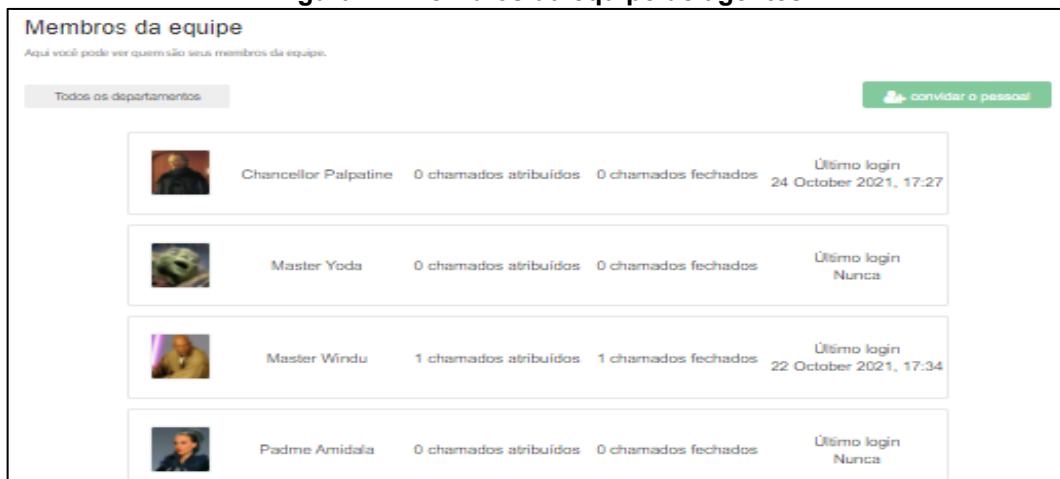 Membros da equipe
Aqui você pode ver quem são seus membros da equipe.
Todos os departamentos
convidar o pessoal
Chancellor Palpatine 0 chamados atribuídos 0 chamados fechados Último login
24 October 2021, 17:27
Master Yoda 0 chamados atribuídos 0 chamados fechados Último login
Nunca
Master Windu 1 chamados atribuídos 1 chamados fechados Último login
22 October 2021, 17:34
Padme Amidala 0 chamados atribuídos 0 chamados fechados Último login
Nunca